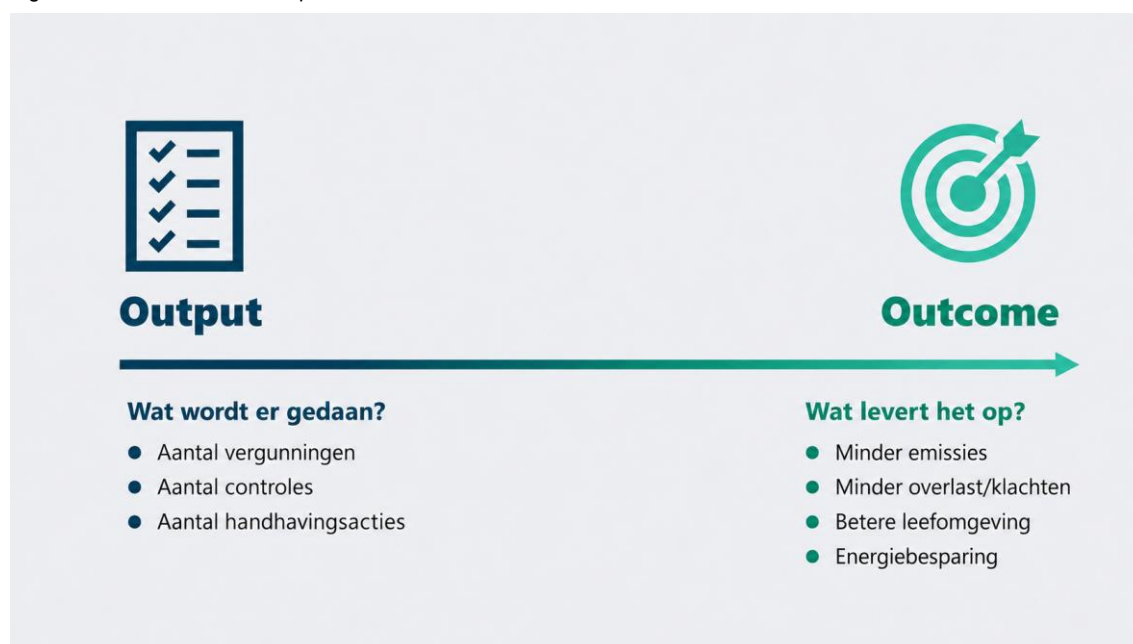 Output
Outcome
Wat wordt er gedaan?
Aantal vergunningen
Aantal controles
Aantal handhavingsacties
Wat levert het op?
Minder emissies
Minder overlast/klachten
Betere leefomgeving
Energiebesparing